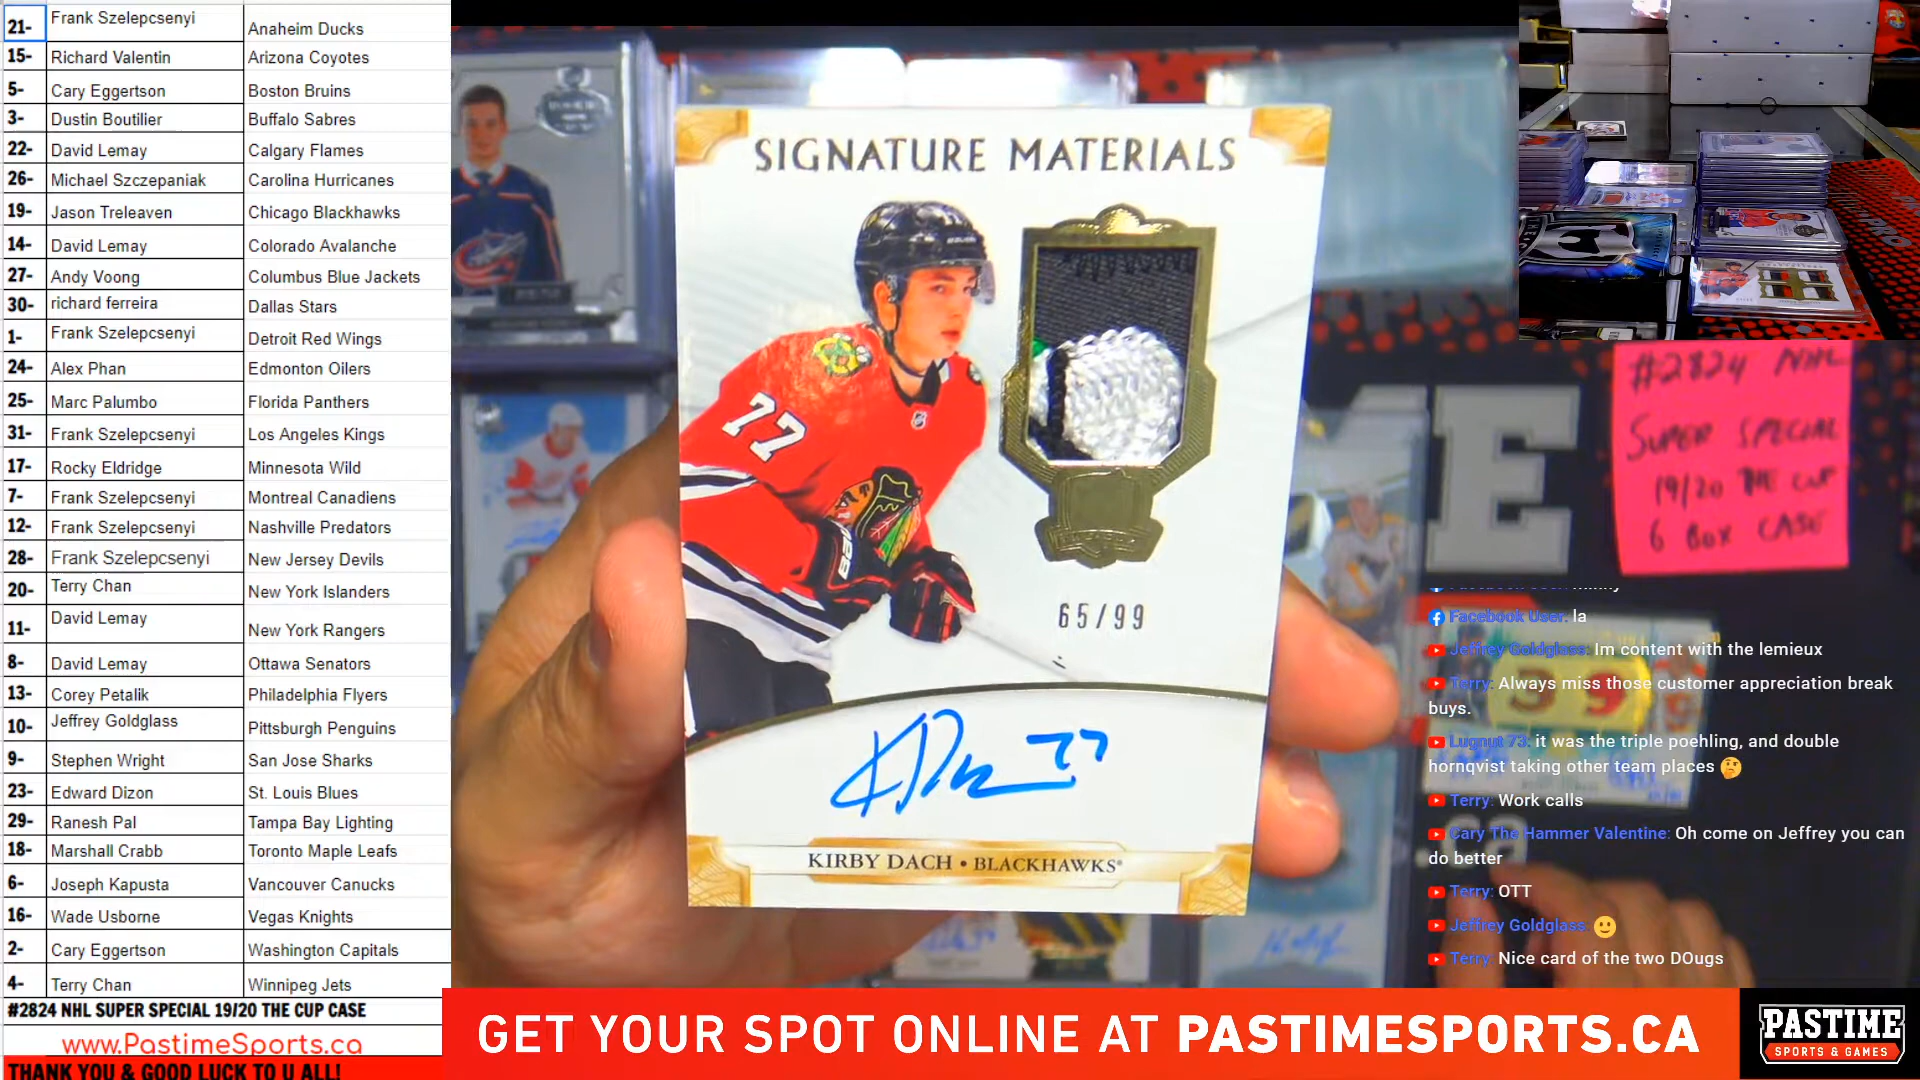 21- Frank Szelepcsenyi Anaheim Ducks
15- Richard Valentin Arizona Coyotes
5- Cary Eggertson Boston Bruins
3- Dustin Boutilier Buffalo Sabres
22- David Lemay Calgary Flames
26- Michael Szczepaniak Carolina Hurricanes
19- Jason Treleaven Chicago Blackhawks
14- David Lemay Colorado Avalanche
27- Andy Voong Columbus Blue Jackets
30- richard ferreira Dallas Stars
1- Frank Szelepcsenyi Detroit Red Wings
24- Alex Phan Edmonton Oilers
25- Marc Palumbo Florida Panthers
31- Frank Szelepcsenyi Los Angeles Kings
17- Rocky Eldridge Minnesota Wild
7- Frank Szelepcsenyi Montreal Canadiens
12- Frank Szelepcsenyi Nashville Predators
28- Frank Szelepcsenyi New Jersey Devils
20- Terry Chan New York Islanders
11- David Lemay New York Rangers
8- David Lemay Ottawa Senators
13- Corey Petalik Philadelphia Flyers
10- Jeffrey Goldglass Pittsburgh Penguins
9- Stephen Wright San Jose Sharks
23- Edward Dizon St. Louis Blues
29- Ranesh Pal Tampa Bay Lighting
18- Marshall Crabb Toronto Maple Leafs
6- Joseph Kapusta Vancouver Canucks
16- Wade Usborne Vegas Knights
2- Cary Eggertson Washington Capitals
4- Terry Chan Winnipeg Jets
#2824 NHL SUPER SPECIAL 19/20 THE CUP CASE
www.PastimeSports.ca
THANK YOU & GOOD LUCK TO U ALL!
SIGNATURE MATERIALS
77
65/99
77
KIRBY DACH • BLACKHAWKS
E
#2824 NHL
SUPER SPECIAL
19/20 THE CUP
6 BOX CASE
Facebook User: la
Jeffrey Goldglass: Im content with the lemieux
Terry: Always miss those customer appreciation break
buys.
Lugnut 73: it was the triple poehling, and double
hornqvist taking other team places 🤔
Terry: Work calls
Cary The Hammer Valentine: Oh come on Jeffrey you can
do better
Terry: OTT
Jeffrey Goldglass: 🙂
Terry: Nice card of the two DOugs
GET YOUR SPOT ONLINE AT PASTIMESPORTS.CA
PASTIME
SPORTS & GAMES